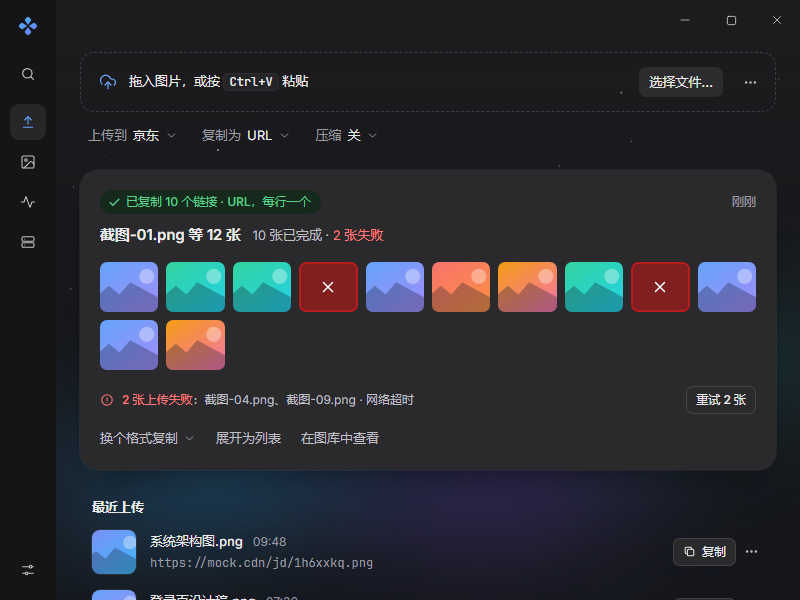 拖入图片，或按 Ctrl+V 粘贴
选择文件...
上传到 京东 复制为 URL 压缩 关
已复制 10 个链接 · URL，每行一个
刚刚
截图-01.png 等 12 张 10 张已完成 · 2 张失败
2 张上传失败：截图-04.png、截图-09.png · 网络超时
重试 2 张
换个格式复制 展开为列表 在图库中查看
最近上传
系统架构图.png 09:48
https://mock.cdn/jd/1h6xxkq.png
复制